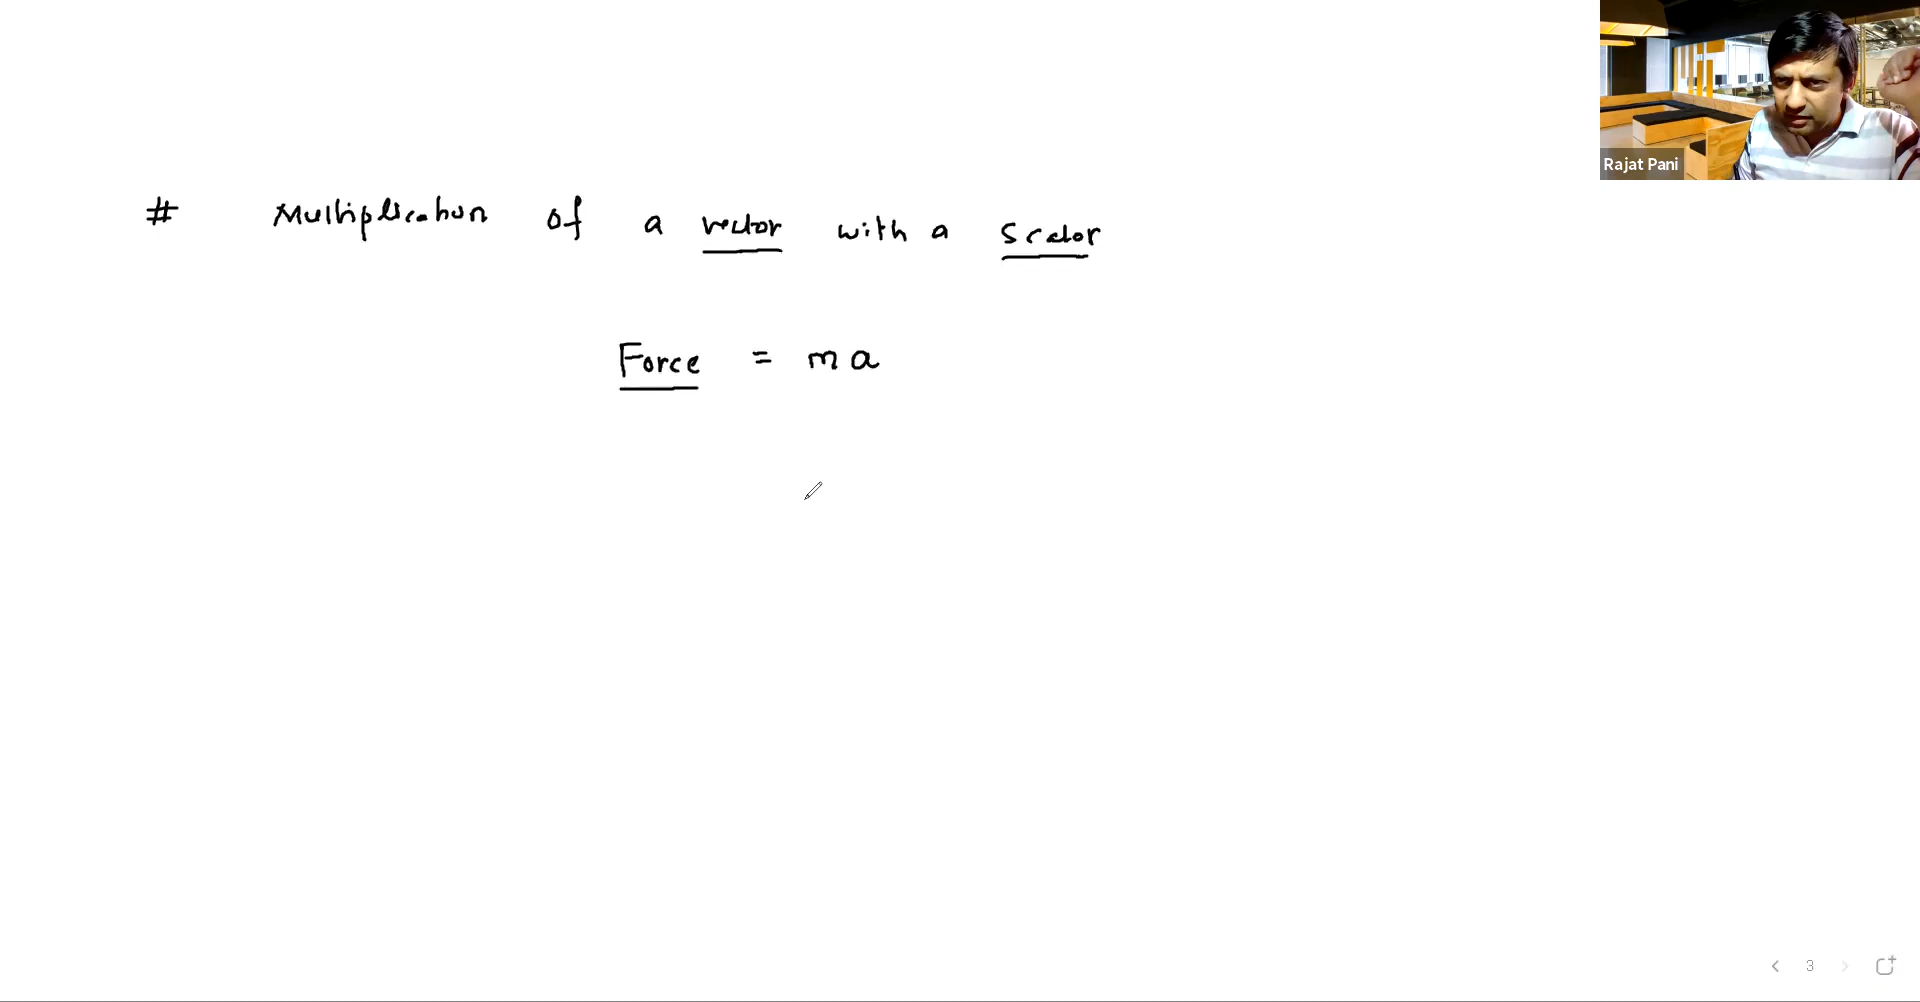 Rajat Pani
# Multiplication of a vector with a Scalar
Force = ma
3